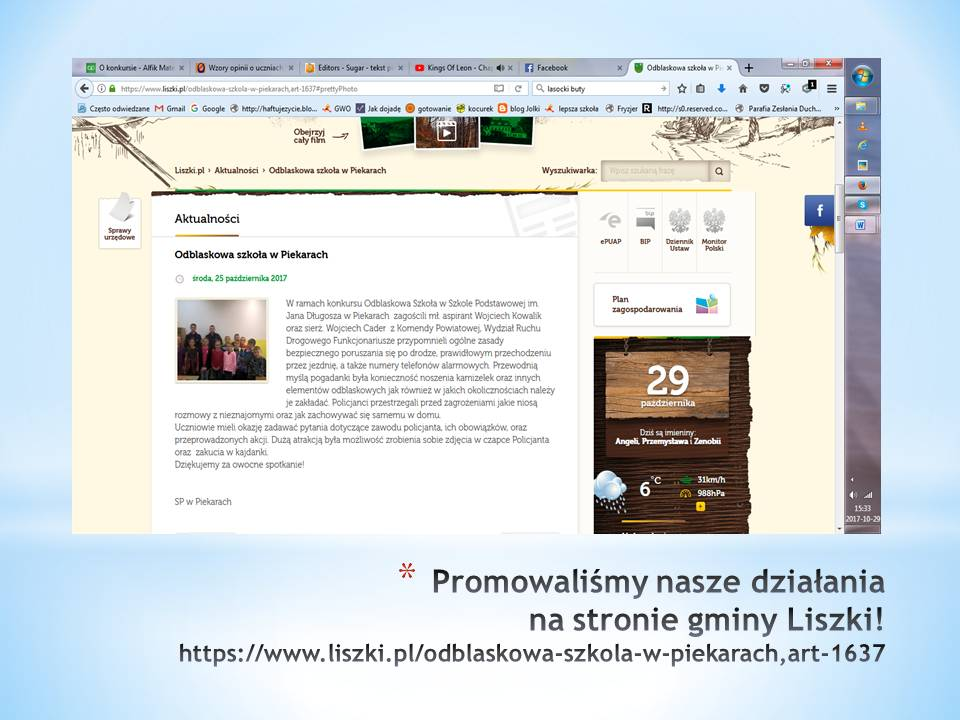 O konkursie - Alfik Mate
Wzory opinii o uczniach
Editors - Sugar - tekst p
Kings Of Leon - Cha
Facebook
Odblaskowa szkoła w Pi
https://www.liszki.pl/odblaskowa-szkola-w-piekarach,art-1637#prettyPhoto
lasocki buty
1
Często odwiedzane
Gmail
Google
http://haftujezycie.blo...
GWO
Jak dojadę
gotowanie
kocurek
blog Jolki
lepsza szkoła
Fryzjer
http://s0.reserved.co...
Parafia Zesłania Duch...
Obejrzyj
cały film
Liszki.pl › Aktualności › Odblaskowa szkoła w Piekarach
Wyszukiwarka:
Wpisz szukaną frazę
Sprawy
urzędowe
Aktualności
Odblaskowa szkoła w Piekarach
środa, 25 października 2017
W ramach konkursu Odblaskowa Szkoła w Szkole Podstawowej im.
Jana Długosza w Piekarach zagościli mł. aspirant Wojciech Kowalik
oraz sierż. Wojciech Cader z Komendy Powiatowej, Wydział Ruchu
Drogowego Funkcjonariusze przypomnieli ogólne zasady
bezpiecznego poruszania się po drodze, prawidłowym przechodzeniu
przez jezdnię, a także numery telefonów alarmowych. Przewodnią
myślą pogadanki była konieczność noszenia kamizelek oraz innych
elementów odblaskowych jak również w jakich okolicznościach należy
je zakładać. Policjanci przestrzegali przed zagrożeniami jakie niosą
rozmowy z nieznajomymi oraz jak zachowywać się samemu w domu.
Uczniowie mieli okazję zadawać pytania dotyczące zawodu policjanta, ich obowiązków, oraz
przeprowadzonych akcji. Dużą atrakcją była możliwość zrobienia sobie zdjęcia w czapce Policjanta
oraz zakucia w kajdanki.
Dziękujemy za owocne spotkanie!
SP w Piekarach
ePUAP
BIP
Dziennik
Ustaw
Monitor
Polski
Plan
zagospodarowania
29
października
Dziś są imieniny:
Angeli, Przemysława i Zenobii
6°C
31km/h
988hPa
15:33
2017-10-29
* Promowaliśmy nasze działania
na stronie gminy Liszki!
https://www.liszki.pl/odblaskowa-szkola-w-piekarach,art-1637